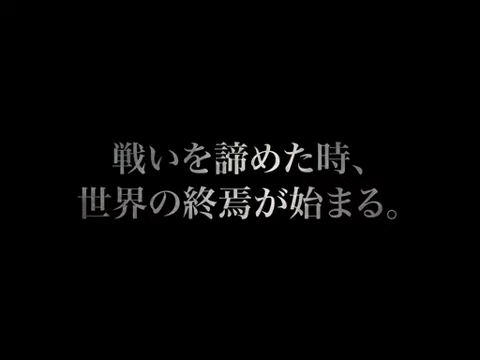 戦いを諦めた時、
世界の終焉が始まる。